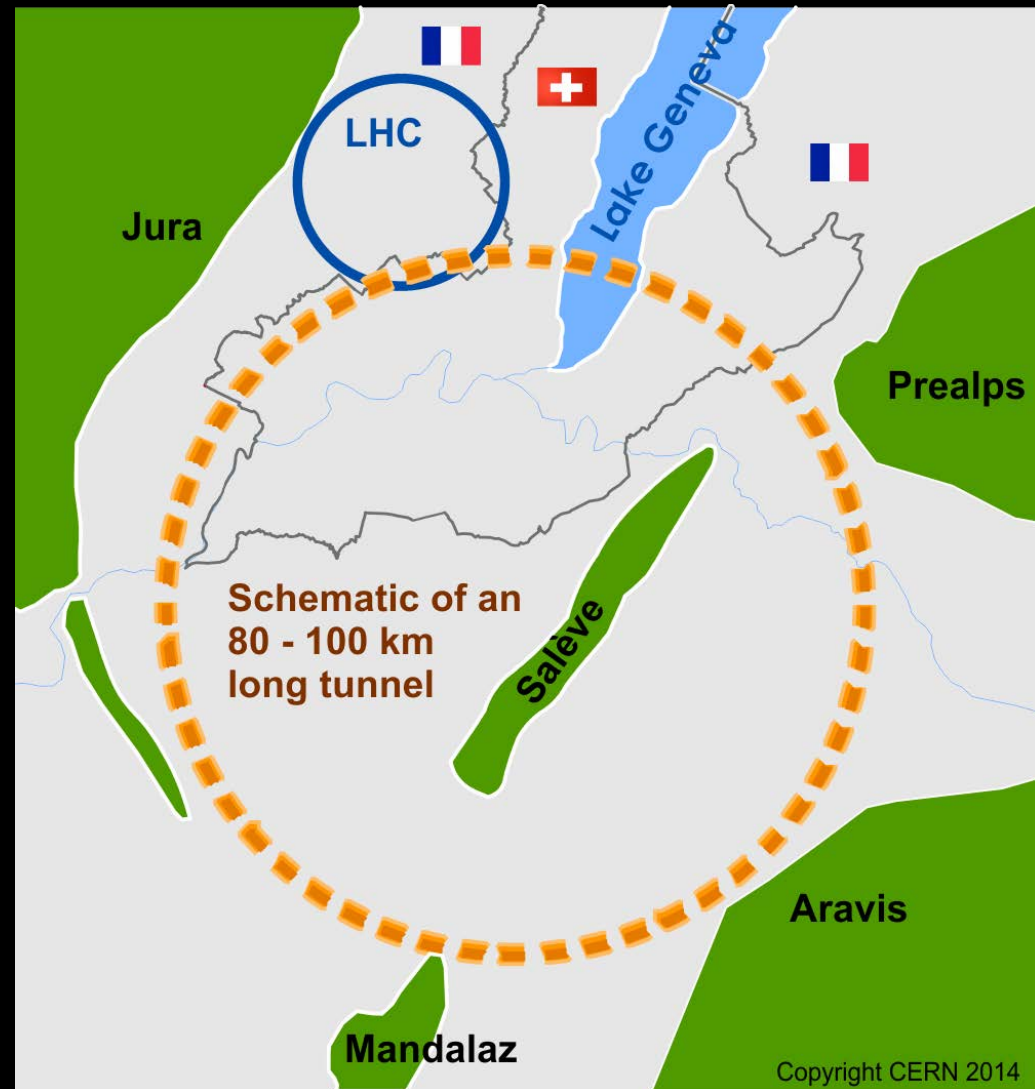 LHC
Lake Geneva
Jura
Prealps
Schematic of an
80 - 100 km
long tunnel
Salève
Aravis
Mandalaz
Copyright CERN 2014